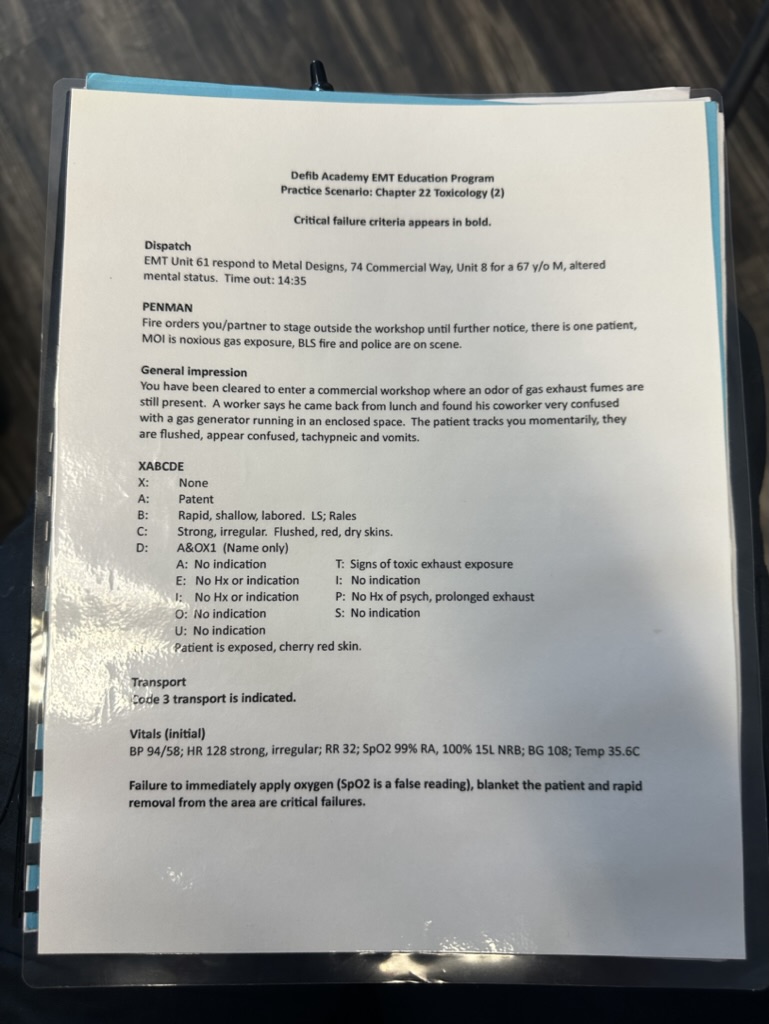 Defib Academy EMT Education Program
Practice Scenario: Chapter 22 Toxicology (2)
Critical failure criteria appears in bold.
Dispatch
EMT Unit 61 respond to Metal Designs, 74 Commercial Way, Unit 8 for a 67 y/o M, altered
mental status. Time out: 14:35
PENMAN
Fire orders you/partner to stage outside the workshop until further notice, there is one patient,
MOI is noxious gas exposure, BLS fire and police are on scene.
General impression
You have been cleared to enter a commercial workshop where an odor of gas exhaust fumes are
still present. A worker says he came back from lunch and found his coworker very confused
with a gas generator running in an enclosed space. The patient tracks you momentarily, they
are flushed, appear confused, tachypneic and vomits.
XABCDE
X: None
A: Patent
B: Rapid, shallow, labored. LS; Rales
C: Strong, irregular. Flushed, red, dry skins.
D: A&OX1 (Name only)
A: No indication T: Signs of toxic exhaust exposure
E: No Hx or indication I: No indication
I: No Hx or indication P: No Hx of psych, prolonged exhaust
O: No indication S: No indication
U: No indication
Patient is exposed, cherry red skin.
Transport
Code 3 transport is indicated.
Vitals (initial)
BP 94/58; HR 128 strong, irregular; RR 32; SpO2 99% RA, 100% 15L NRB; BG 108; Temp 35.6C
Failure to immediately apply oxygen (SpO2 is a false reading), blanket the patient and rapid
removal from the area are critical failures.